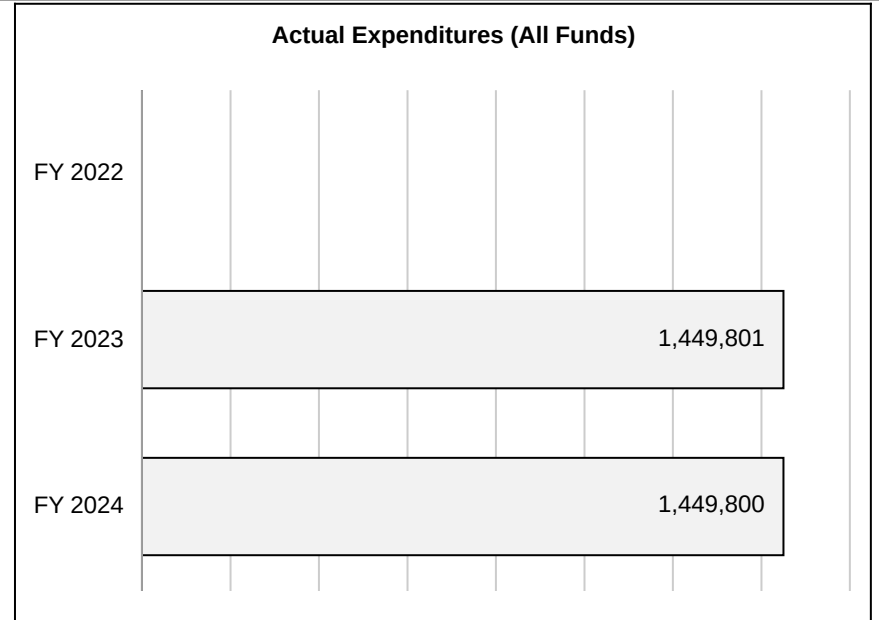 Actual Expenditures (All Funds)
FY 2022
FY 2023
1,449,801
FY 2024
1,449,800